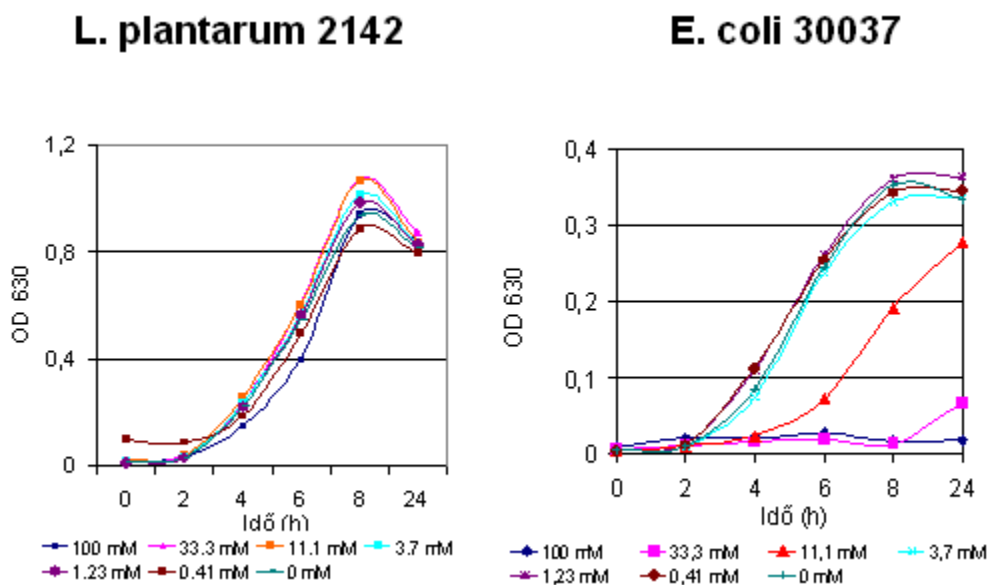 L. plantarum 2142
E. coli 30037
1,2
0,8
0,4
0
OD 630
0 2 4 6 8 24
Idő (h)
100 mM 33.3 mM 11.1 mM 3.7 mM
1.23 mM 0.41 mM 0 mM
0,4
0,3
0,2
0,1
0
OD 630
0 2 4 6 8 24
Idő (h)
100 mM 33,3 mM 11,1 mM 3,7 mM
1,23 mM 0,41 mM 0 mM